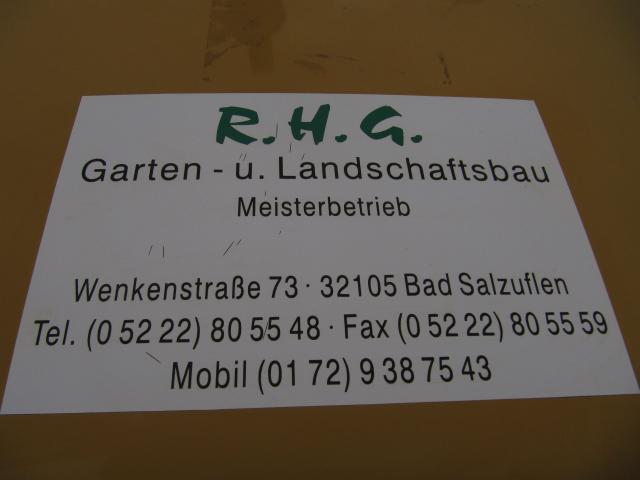 R.H.G.
Garten - u. Landschaftsbau
Meisterbetrieb
Wenkenstraße 73 · 32105 Bad Salzuflen
Tel. (0 52 22) 80 55 48 · Fax (0 52 22) 80 55 59
Mobil (01 72) 9 38 75 43